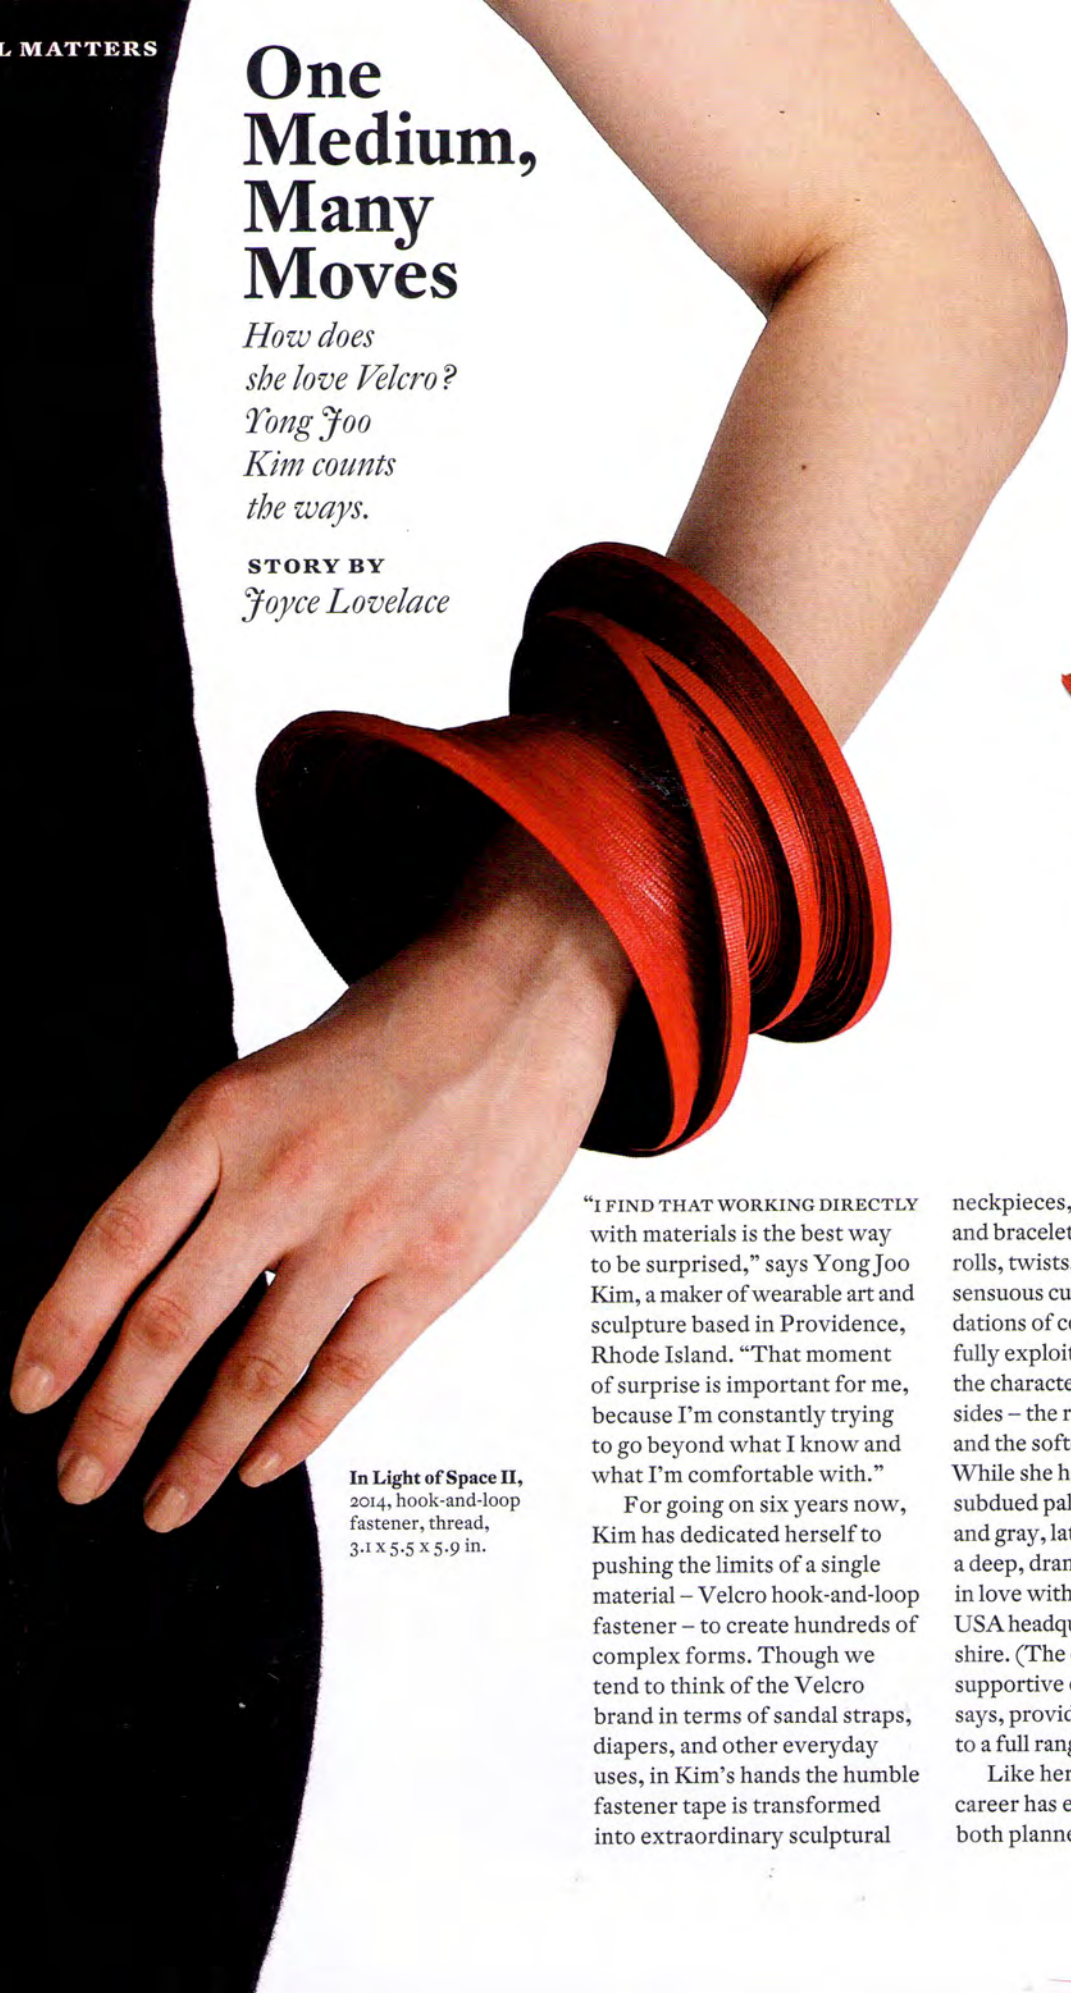 L MATTERS
One
Medium,
Many
Moves
How does
she love Velcro?
Yong Joo
Kim counts
the ways.
STORY BY
Joyce Lovelace
In Light of Space II,
2014, hook-and-loop
fastener, thread,
3.1 x 5.5 x 5.9 in.
“I FIND THAT WORKING DIRECTLY
with materials is the best way
to be surprised,” says Yong Joo
Kim, a maker of wearable art and
sculpture based in Providence,
Rhode Island. “That moment
of surprise is important for me,
because I’m constantly trying
to go beyond what I know and
what I’m comfortable with.”
For going on six years now,
Kim has dedicated herself to
pushing the limits of a single
material – Velcro hook-and-loop
fastener – to create hundreds of
complex forms. Though we
tend to think of the Velcro
brand in terms of sandal straps,
diapers, and other everyday
uses, in Kim’s hands the humble
fastener tape is transformed
into extraordinary sculptural
neckpieces,
and bracelet
rolls, twists
sensuous cu
dations of c
fully exploit
the characte
sides – the r
and the soft
While she h
subdued pal
and gray, lat
a deep, dran
in love with
USA headqu
shire. (The
supportive
says, provid
to a full rang
Like her
career has e
both planne